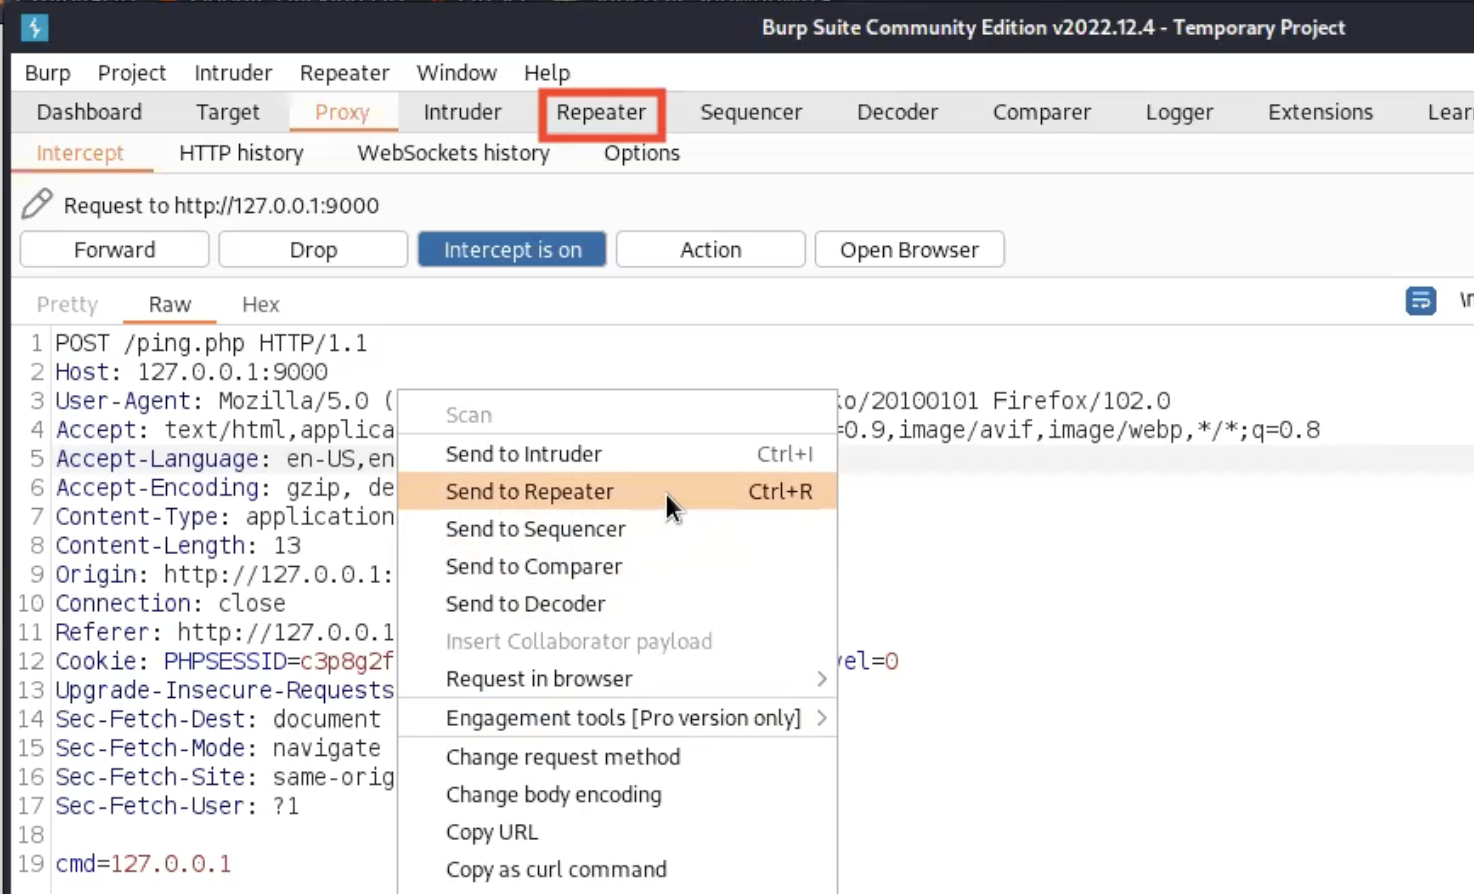 Burp Suite Community Edition v2022.12.4 - Temporary Project
Burp Project Intruder Repeater Window Help
Dashboard Target Proxy Intruder Repeater Sequencer Decoder Comparer Logger Extensions Lear
Intercept HTTP history WebSockets history Options
Request to http://127.0.0.1:9000
Forward Drop Intercept is on Action Open Browser
Pretty Raw Hex
1 POST /ping.php HTTP/1.1
2 Host: 127.0.0.1:9000
3 User-Agent: Mozilla/5.0 ( ko/20100101 Firefox/102.0
4 Accept: text/html,applica =0.9,image/avif,image/webp,*/*;q=0.8
5 Accept-Language: en-US,en
6 Accept-Encoding: gzip, de
7 Content-Type: application
8 Content-Length: 13
9 Origin: http://127.0.0.1:
10 Connection: close
11 Referer: http://127.0.0.1
12 Cookie: PHPSESSID=c3p8g2f vel=0
13 Upgrade-Insecure-Requests
14 Sec-Fetch-Dest: document
15 Sec-Fetch-Mode: navigate
16 Sec-Fetch-Site: same-orig
17 Sec-Fetch-User: ?1
18
19 cmd=127.0.0.1
Scan
Send to Intruder Ctrl+I
Send to Repeater Ctrl+R
Send to Sequencer
Send to Comparer
Send to Decoder
Insert Collaborator payload
Request in browser
Engagement tools [Pro version only]
Change request method
Change body encoding
Copy URL
Copy as curl command